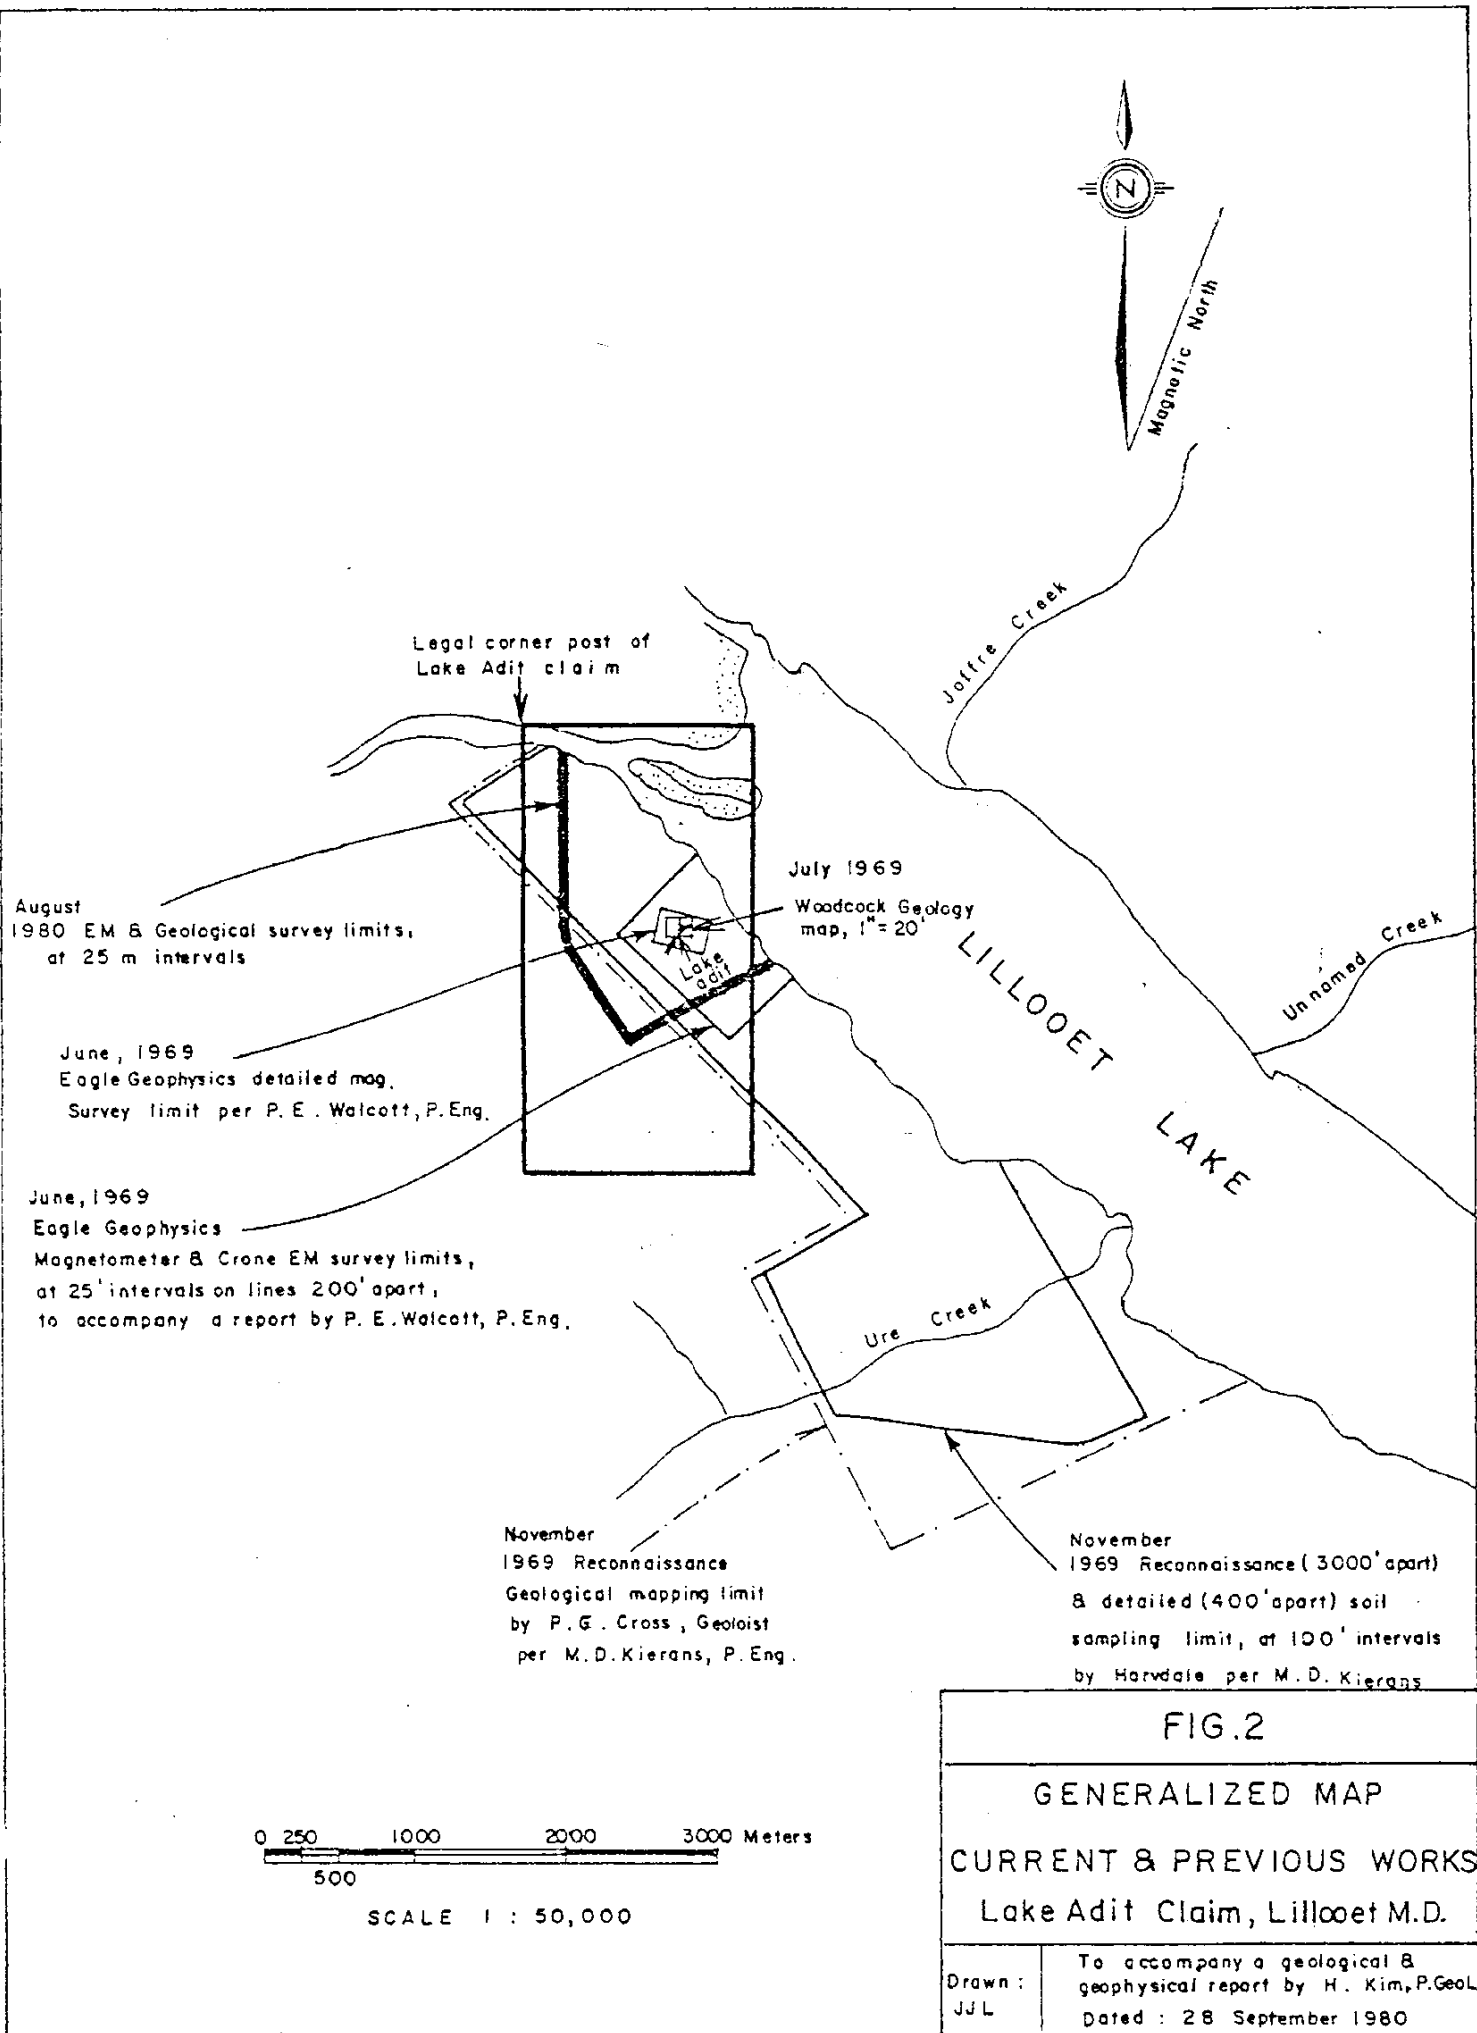 N
Magnetic North
Joffre Creek
Legal corner post of
Lake Adit claim
July 1969
Woodcock Geology
map, 1"= 20'
Lake
adit
August
1980 EM & Geological survey limits,
at 25 m intervals
LILLOOET LAKE
Unnamed Creek
June, 1969
Eagle Geophysics detailed mag.
Survey limit per P. E. Walcott, P. Eng.
June, 1969
Eagle Geophysics
Magnetometer & Crone EM survey limits,
at 25' intervals on lines 200' apart,
to accompany a report by P. E. Walcott, P. Eng.
Ure Creek
November
1969 Reconnaissance
Geological mapping limit
by P. G. Cross, Geoloist
per M. D. Kierans, P. Eng.
November
1969 Reconnaissance (3000' apart)
& detailed (400' apart) soil
sampling limit, at 100' intervals
by Harvdale per M. D. Kierans
0 250 1000 2000 3000 Meters
500
SCALE 1 : 50,000
FIG. 2
GENERALIZED MAP
CURRENT & PREVIOUS WORKS
Lake Adit Claim, Lillooet M.D.
Drawn :
JJL
To accompany a geological &
geophysical report by H. Kim, P.Geol
Dated : 28 September 1980